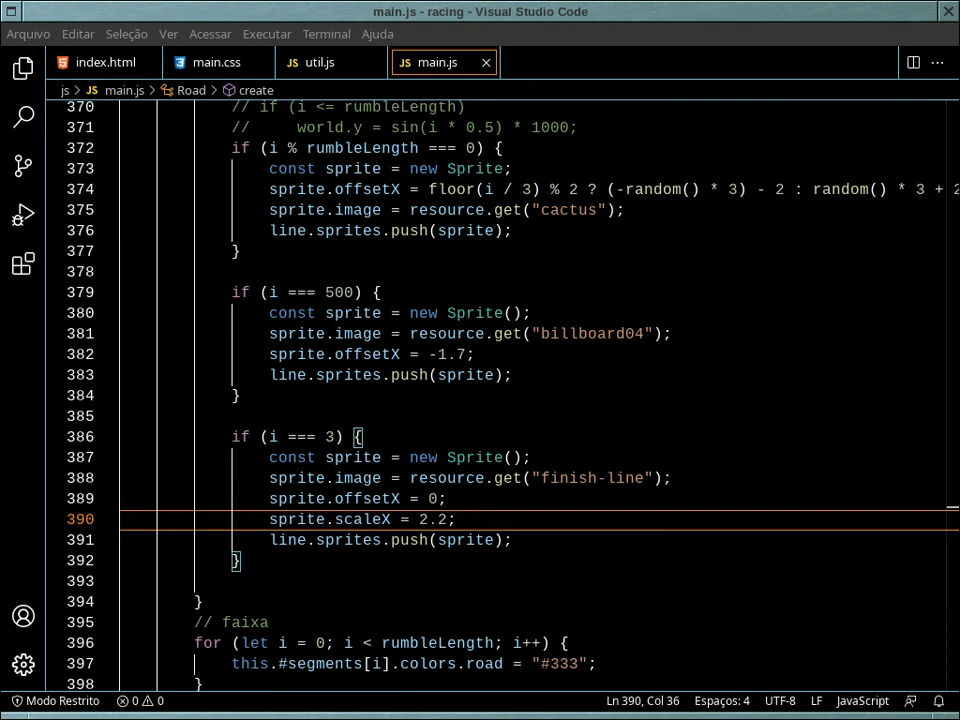 main.js - racing - Visual Studio Code
Arquivo Editar Seleção Ver Acessar Executar Terminal Ajuda
index.html main.css JS util.js JS main.js
js > JS main.js > Road > create
370 // if (i <= rumbleLength)
371 //     world.y = sin(i * 0.5) * 1000;
372 if (i % rumbleLength === 0) {
373     const sprite = new Sprite;
374     sprite.offsetX = floor(i / 3) % 2 ? (-random() * 3) - 2 : random() * 3 + 2
375     sprite.image = resource.get("cactus");
376     line.sprites.push(sprite);
377 }
378
379 if (i === 500) {
380     const sprite = new Sprite();
381     sprite.image = resource.get("billboard04");
382     sprite.offsetX = -1.7;
383     line.sprites.push(sprite);
384 }
385
386 if (i === 3) {
387     const sprite = new Sprite();
388     sprite.image = resource.get("finish-line");
389     sprite.offsetX = 0;
390     sprite.scaleX = 2.2;
391     line.sprites.push(sprite);
392 }
393
394 }
395 // faixa
396 for (let i = 0; i < rumbleLength; i++) {
397     this.#segments[i].colors.road = "#333";
398 }
Modo Restrito 0 0 Ln 390, Col 36 Espaços: 4 UTF-8 LF JavaScript